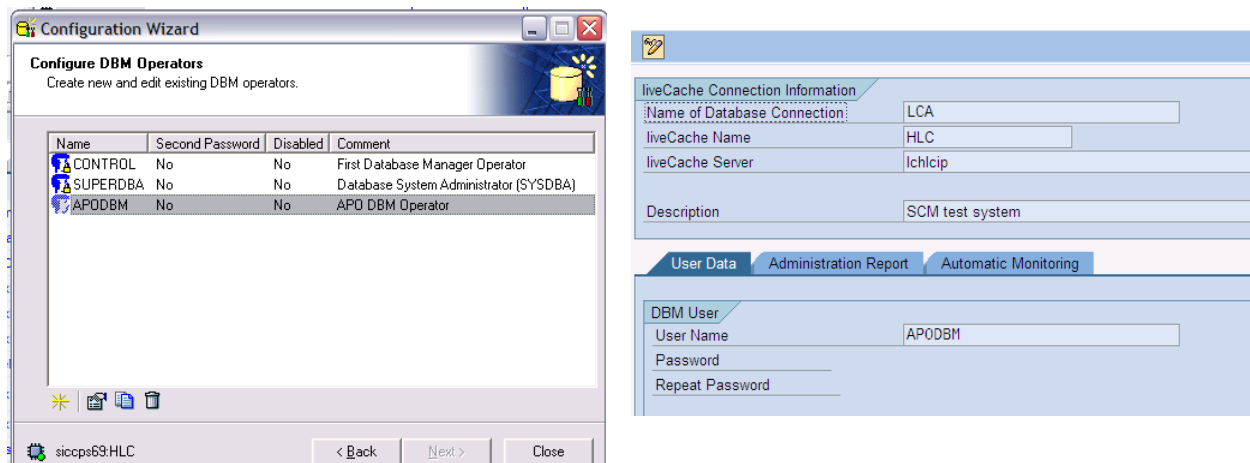 Configuration Wizard
Configure DBM Operators
Create new and edit existing DBM operators.
Name Second Password Disabled Comment
CONTROL No No First Database Manager Operator
SUPERDBA No No Database System Administrator (SYSDBA)
APODBM No No APO DBM Operator
siccps69:HLC < Back Next > Close
liveCache Connection Information
Name of Database Connection LCA
liveCache Name HLC
liveCache Server lchlcip
Description SCM test system
User Data Administration Report Automatic Monitoring
DBM User
User Name APODBM
Password
Repeat Password